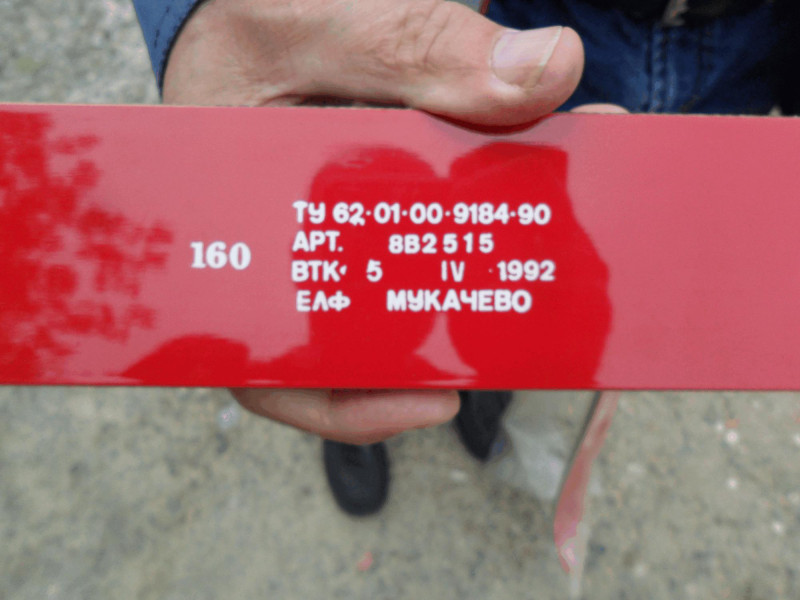 160
ТУ 62·01·00·9184·90
АРТ. 8В2515
ВТК 5 IV 1992
ЕЛФ МУКАЧЕВО